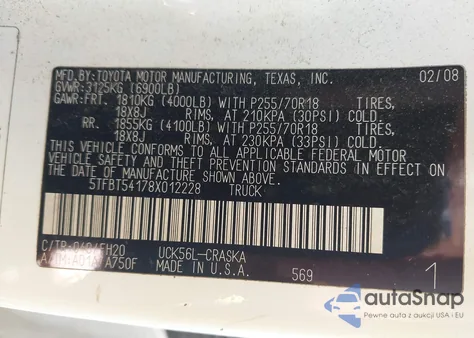 MFD. BY: TOYOTA MOTOR MANUFACTURING, TEXAS, INC. 02/08
GVWR: 3125KG (6900LB)
GAWR: FRT. 1810KG (4000LB) WITH P255/70R18 TIRES,
18X8J RIMS, AT 210KPA (30PSI) COLD.
RR. 1855KG (4100LB) WITH P255/70R18 TIRES,
18X8J RIMS, AT 230KPA (33PSI) COLD.
THIS VEHICLE CONFORMS TO ALL APPLICABLE FEDERAL MOTOR
VEHICLE SAFETY AND THEFT PREVENTION STANDARDS IN EFFECT ON
THE DATE OF MANUFACTURE SHOWN ABOVE.
5TFBT54178X012228 TRUCK
C/TR: /FH20 UCK56L-CRASKA
A750F MADE IN U.S.A. 569 1
autoSnap
Pewne auta z aukcji USA i EU